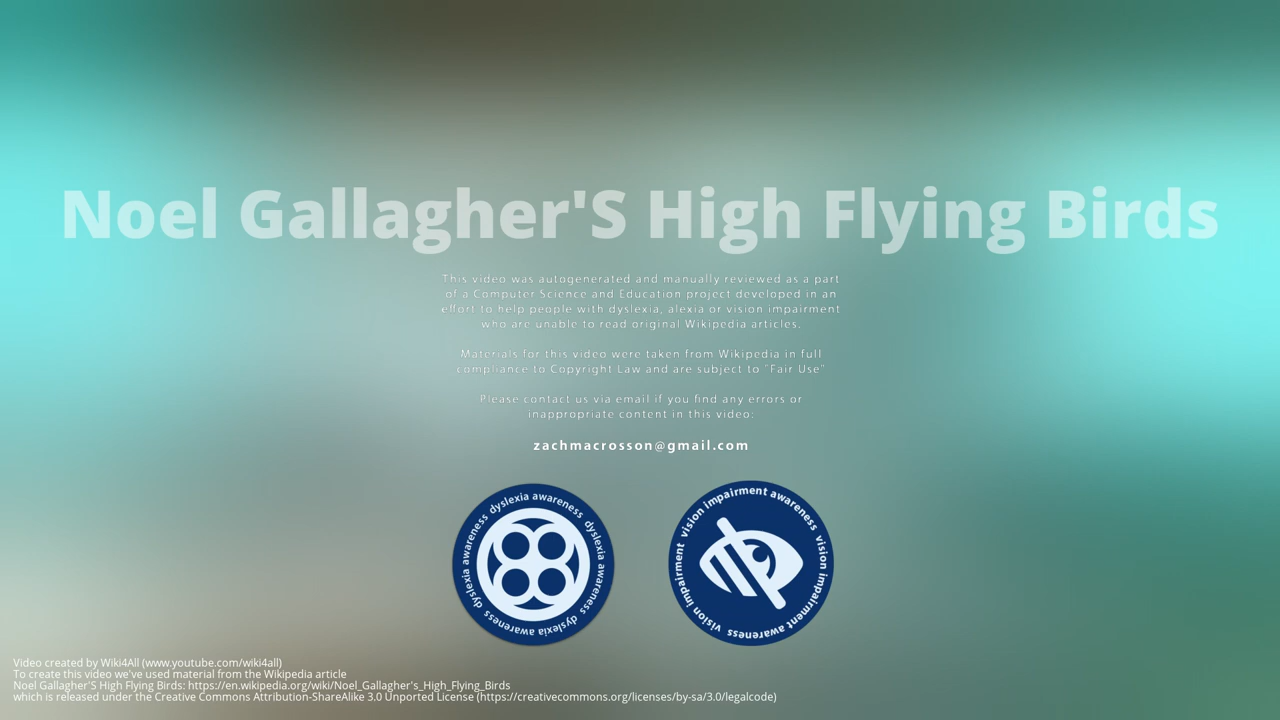 Noel Gallagher'S High Flying Birds
This video was autogenerated and manually reviewed as a part
of a Computer Science and Education project developed in an
effort to help people with dyslexia, alexia or vision impairment
who are unable to read original Wikipedia articles.
Materials for this video were taken from Wikipedia in full
compliance to Copyright Law and are subject to "Fair Use"
Please contact us via email if you find any errors or
inappropriate content in this video:
zachmacrosson@gmail.com
dyslexia awareness dyslexia awareness dyslexia awareness dyslexia awareness
vision impairment awareness vision impairment awareness vision impairment
Video created by Wiki4All (www.youtube.com/wiki4all)
To create this video we've used material from the Wikipedia article
Noel Gallagher'S High Flying Birds: https://en.wikipedia.org/wiki/Noel_Gallagher's_High_Flying_Birds
which is released under the Creative Commons Attribution-ShareAlike 3.0 Unported License (https://creativecommons.org/licenses/by-sa/3.0/legalcode)